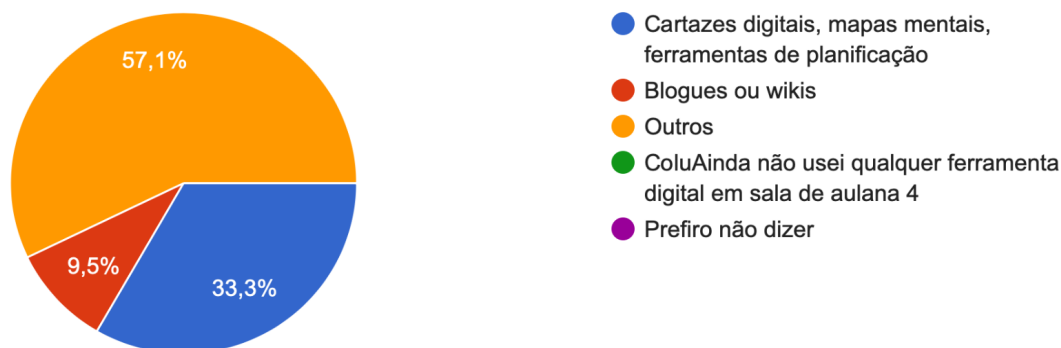 57,1%
9,5%
33,3%
Cartazes digitais, mapas mentais,
ferramentas de planificação
Blogues ou wikis
Outros
ColuAinda não usei qualquer ferramenta
digital em sala de aulana 4
Prefiro não dizer